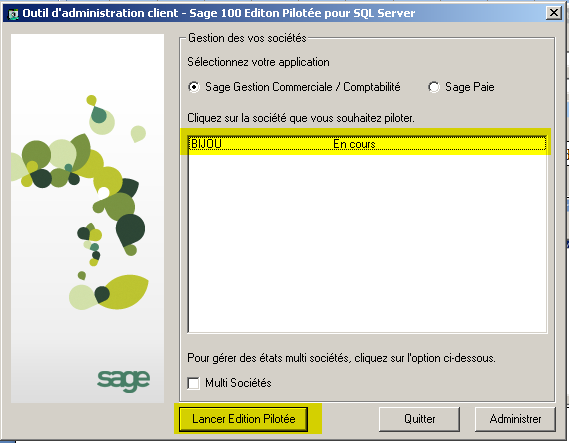 Outil d'administration client - Sage 100 Editon Pilotée pour SQL Server
Gestion des vos sociétés
Sélectionnez votre application
Sage Gestion Commerciale / Comptabilité
Sage Paie
Cliquez sur la société que vous souhaitez piloter.
BIJOU En cours
Pour gérer des états multi sociétés, cliquez sur l'option ci-dessous.
Multi Sociétés
sage
Lancer Edition Pilotée
Quitter
Administrer